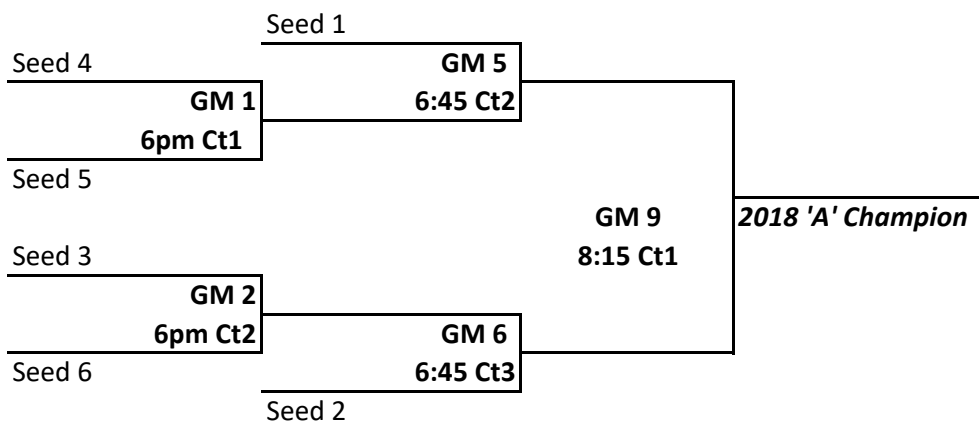 Seed 1
Seed 4
GM 5
6:45 Ct2
GM 1
6pm Ct1
Seed 5
GM 9
8:15 Ct1
2018 'A' Champion
Seed 3
GM 2
6pm Ct2
GM 6
6:45 Ct3
Seed 6
Seed 2